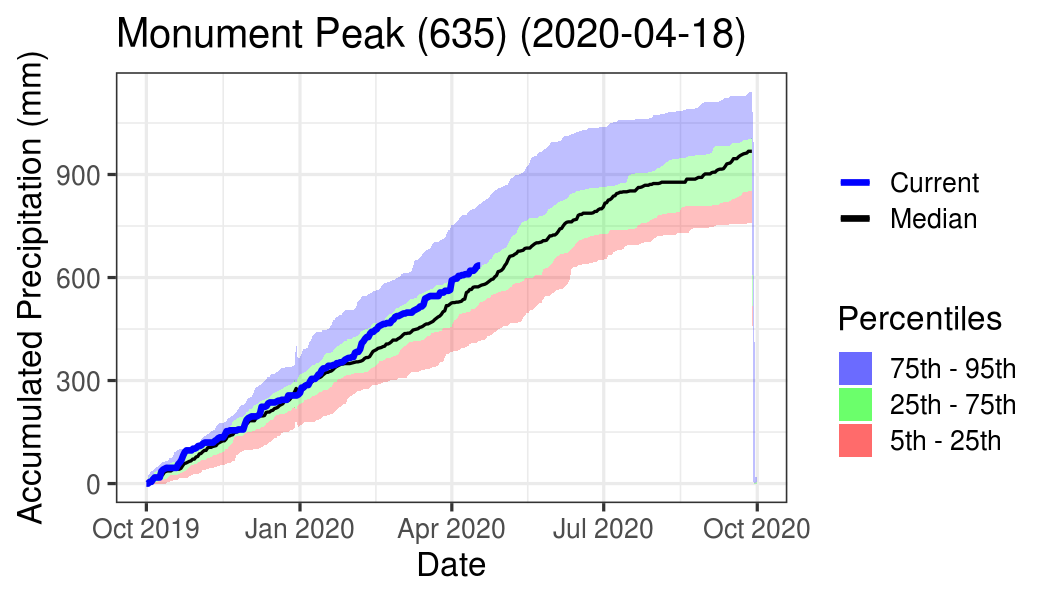 Monument Peak (635) (2020-04-18)
Accumulated Precipitation (mm)
900
600
300
0
Oct 2019
Jan 2020
Apr 2020
Jul 2020
Oct 2020
Date
Current
Median
Percentiles
75th - 95th
25th - 75th
5th - 25th